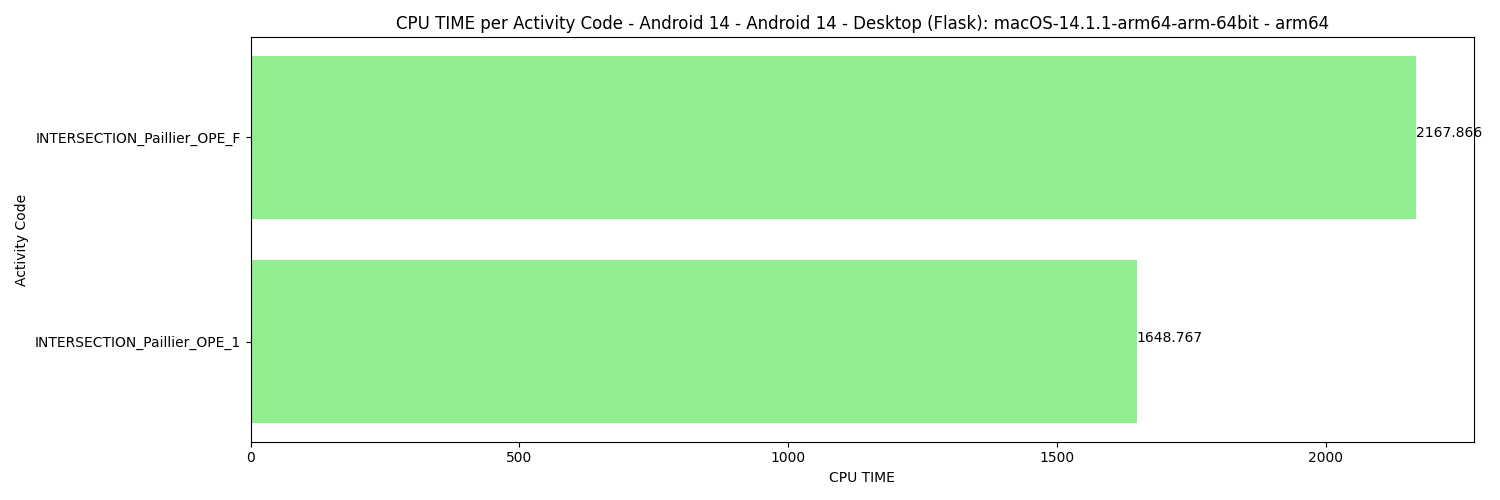 CPU TIME per Activity Code - Android 14 - Android 14 - Desktop (Flask): macOS-14.1.1-arm64-arm-64bit - arm64
INTERSECTION_Paillier_OPE_F
2167.866
Activity Code
INTERSECTION_Paillier_OPE_1
1648.767
0 500 1000 1500 2000
CPU TIME